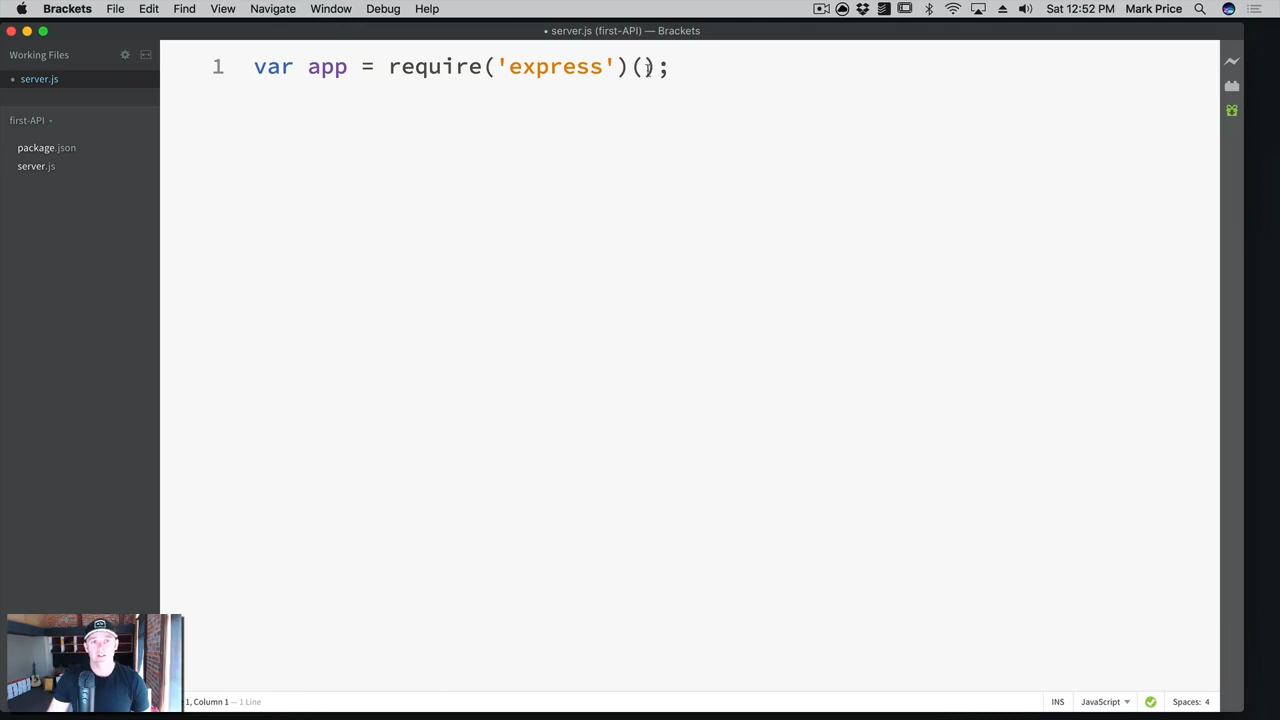 Brackets File Edit Find View Navigate Window Debug Help Sat 12:52 PM Mark Price
• server.js (first-API) — Brackets
Working Files
• server.js
first-API
package.json
server.js
1 var app = require('express')();
1, Column 1 — 1 Line INS JavaScript Spaces: 4